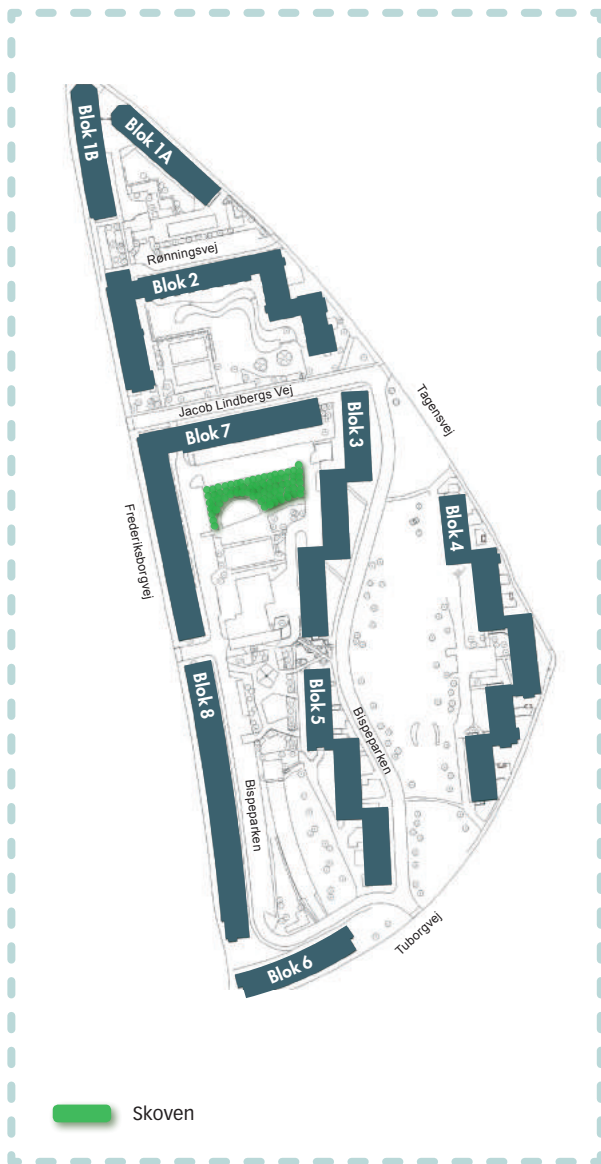 Blok 1B
Blok 1A
Rønningsvej
Blok 2
Jacob Lindbergs Vej
Tagensvej
Blok 7
Blok 3
Frederiksborgvej
Blok 4
Blok 8
Blok 5
Bispeparken
Bispeparken
Tuborgvej
Blok 6
Skoven